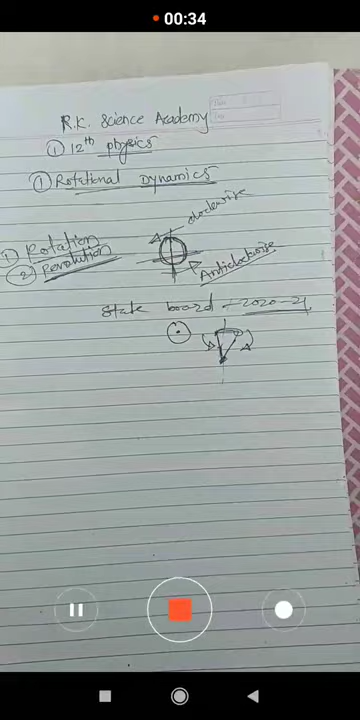 00:34
R.K. Science Academy
① 12th physics
① Rotational Dynamics
clockwise
1) Rotation
② Revolution
Anticlockwise
State board - 2020-21